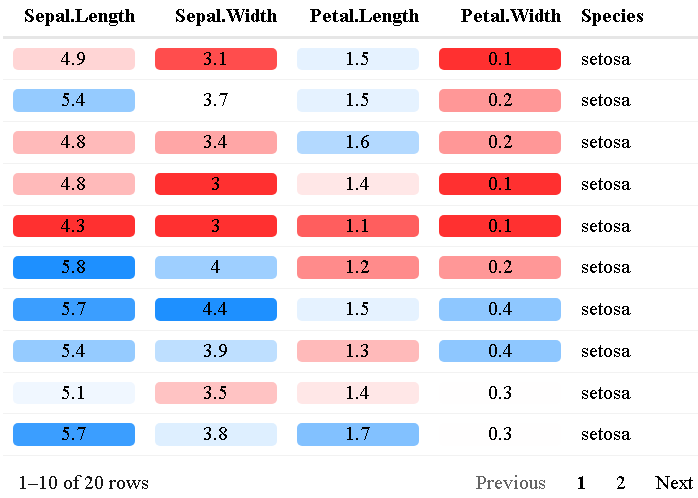 Sepal.Length Sepal.Width Petal.Length Petal.Width Species
4.9 3.1 1.5 0.1 setosa
5.4 3.7 1.5 0.2 setosa
4.8 3.4 1.6 0.2 setosa
4.8 3 1.4 0.1 setosa
4.3 3 1.1 0.1 setosa
5.8 4 1.2 0.2 setosa
5.7 4.4 1.5 0.4 setosa
5.4 3.9 1.3 0.4 setosa
5.1 3.5 1.4 0.3 setosa
5.7 3.8 1.7 0.3 setosa
1–10 of 20 rows Previous 1 2 Next